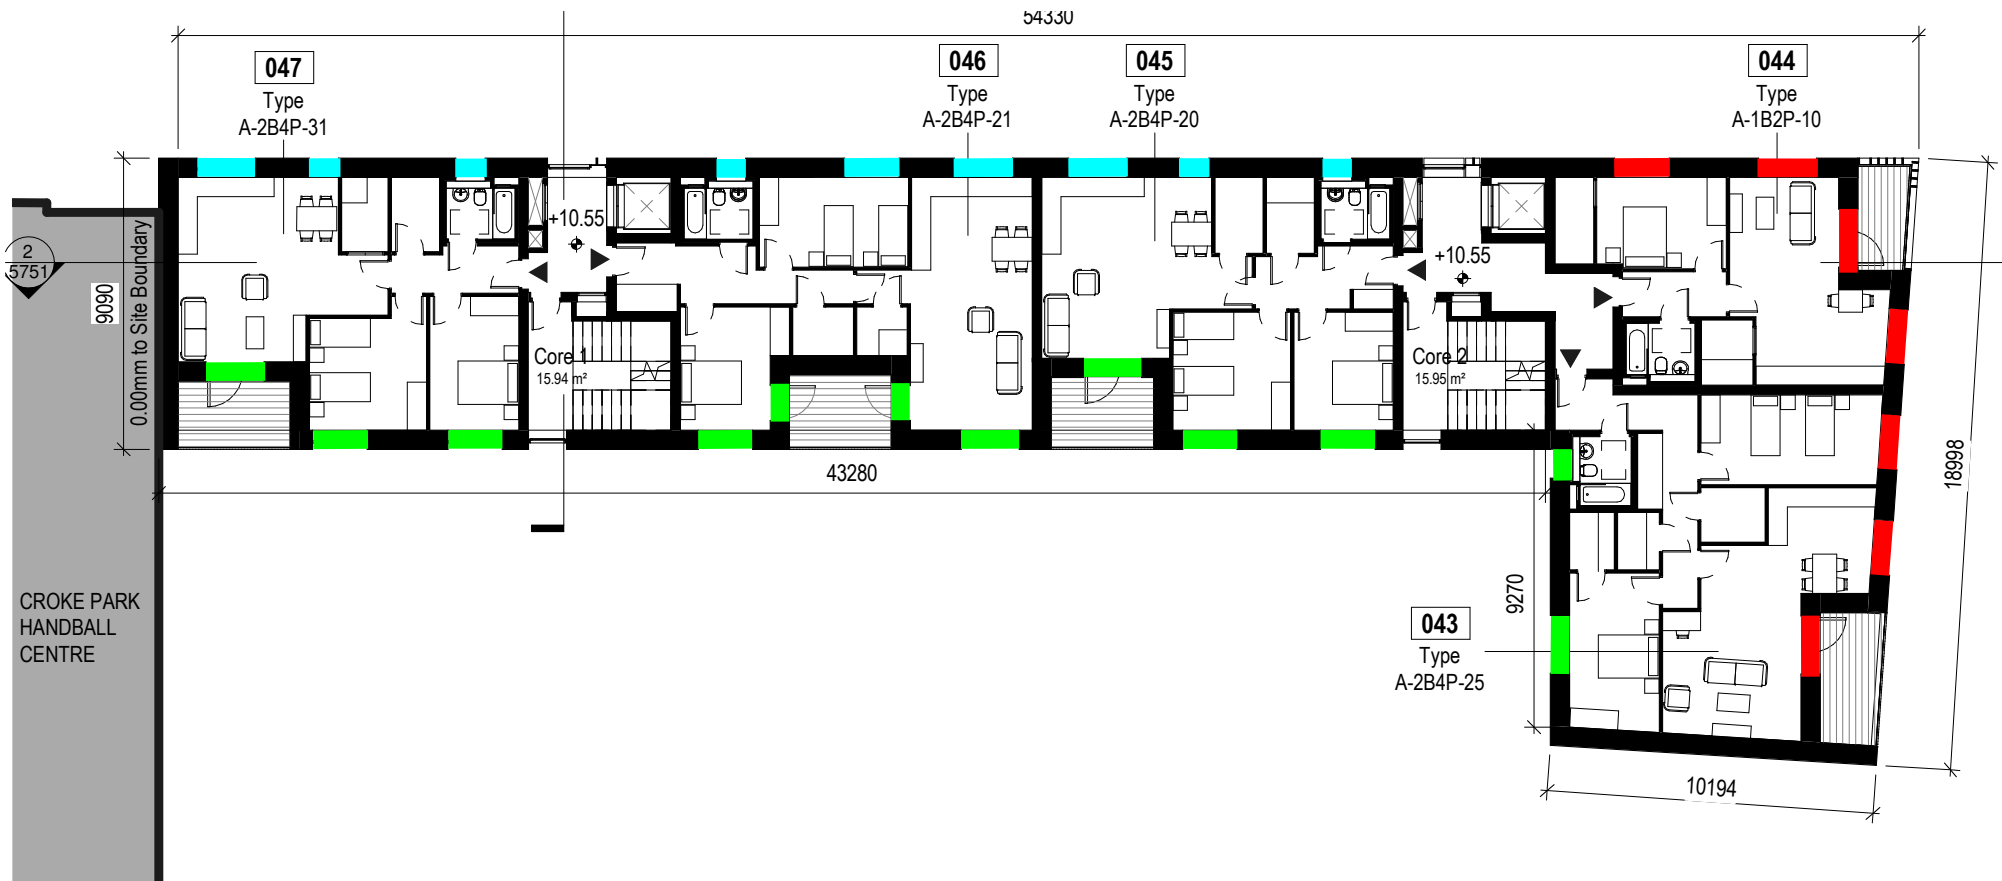 54330
047
Type
A-2B4P-31
046
Type
A-2B4P-21
045
Type
A-2B4P-20
044
Type
A-1B2P-10
2
5751
9090
0.00mm to Site Boundary
+10.55
+10.55
Core 1
15.94 m²
Core 2
15.95 m²
43280
18998
9270
CROKE PARK
HANDBALL
CENTRE
043
Type
A-2B4P-25
10194